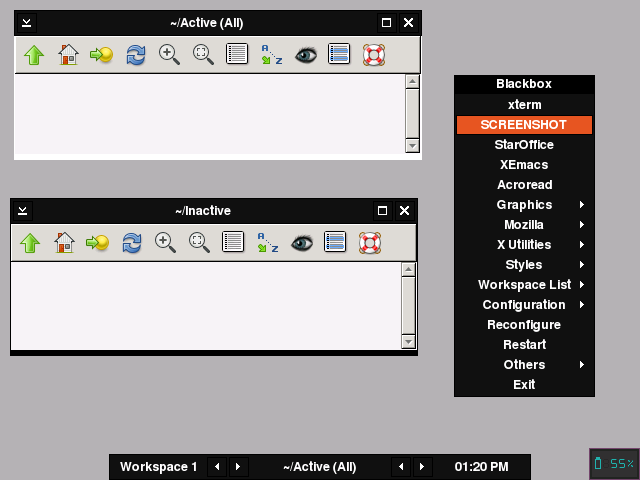 ~/Active (All)
A
Z
~/Inactive
A
Z
Blackbox
xterm
SCREENSHOT
StarOffice
XEmacs
Acroread
Graphics
Mozilla
X Utilities
Styles
Workspace List
Configuration
Reconfigure
Restart
Others
Exit
Workspace 1
~/Active (All)
01:20 PM
55%